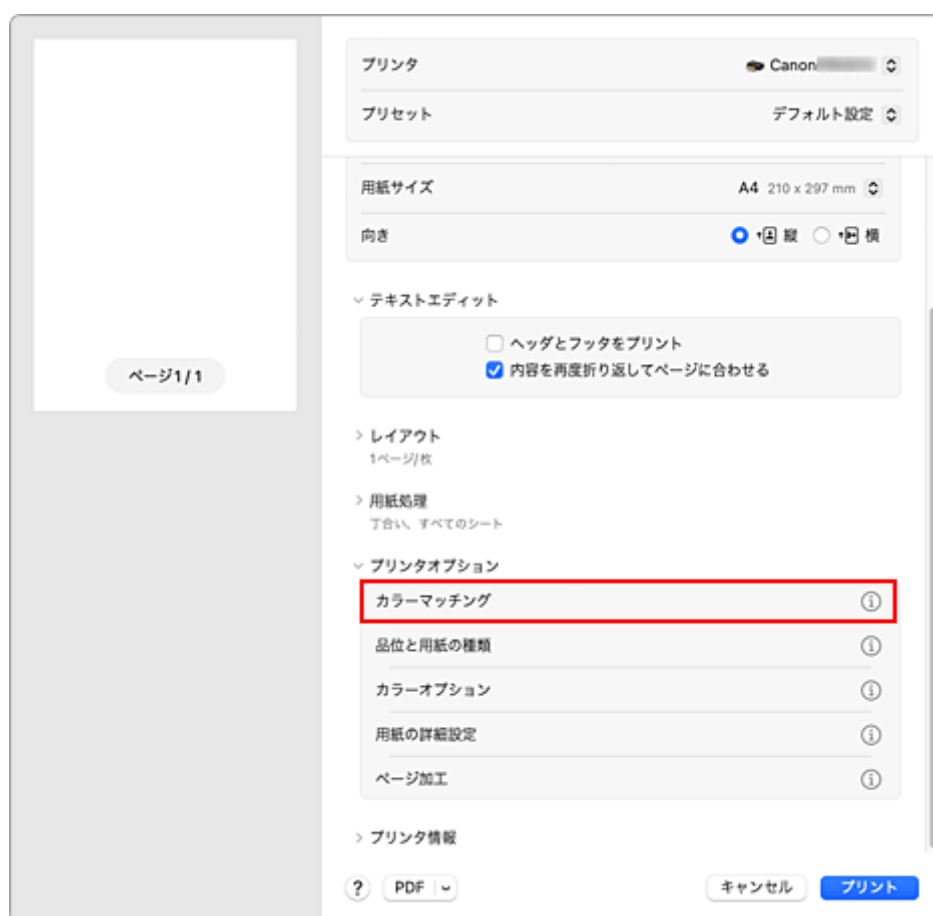 プリンタ
Canon
プリセット
デフォルト設定
用紙サイズ
A4 210 x 297 mm
向き
縦 横
テキストエディット
ヘッダとフッタをプリント
内容を再度折り返してページに合わせる
ページ1/1
レイアウト
1ページ/枚
用紙処理
丁合い、すべてのシート
プリンタオプション
カラーマッチング
品位と用紙の種類
カラーオプション
用紙の詳細設定
ページ加工
プリンタ情報
? PDF キャンセル プリント